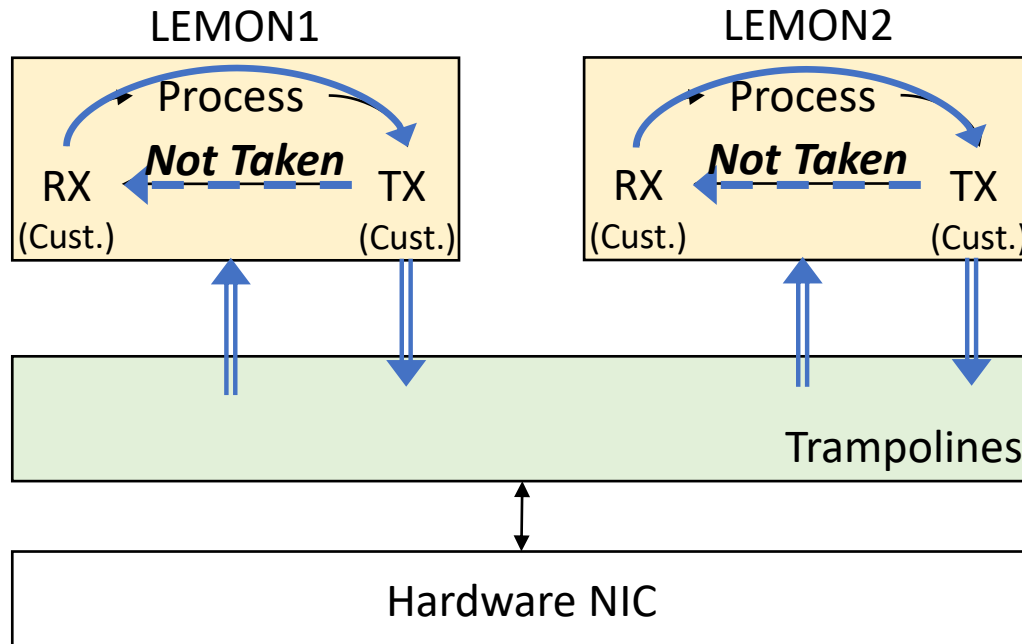 LEMON1
LEMON2
Process
Not Taken
RX
TX
(Cust.)
(Cust.)
Process
Not Taken
RX
TX
(Cust.)
(Cust.)
Trampolines
Hardware NIC